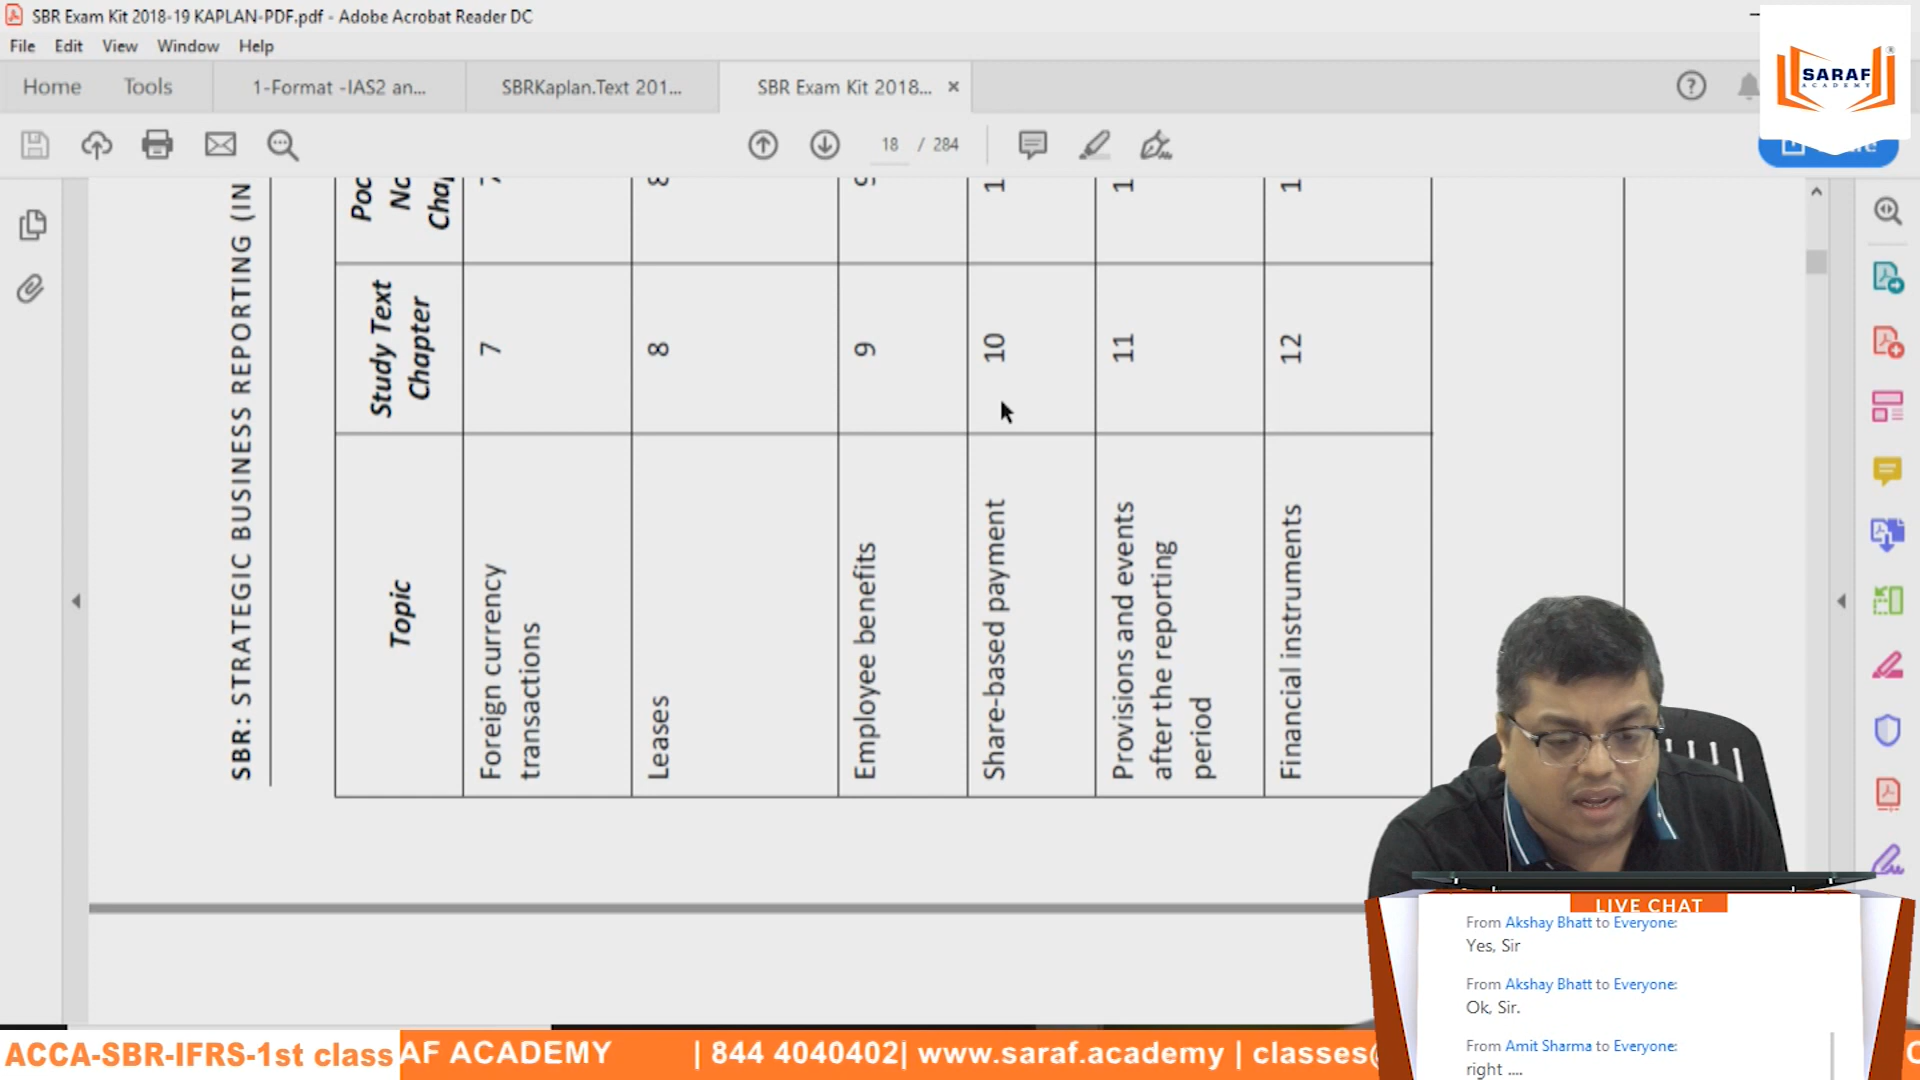 SBR Exam Kit 2018-19 KAPLAN-PDF.pdf - Adobe Acrobat Reader DC
File Edit View Window Help
Home Tools 1-Format -IAS2 an... SBRKaplan.Text 201... SBR Exam Kit 2018... ×
18 / 284
SARAF
ACADEMY
SBR: STRATEGIC BUSINESS REPORTING (IN
Topic
Study Text
Chapter
Foreign currency
transactions
7
Leases
8
Employee benefits
9
Share-based payment
10
Provisions and events
after the reporting
period
11
Financial instruments
12
LIVE CHAT
From Akshay Bhatt to Everyone:
Yes, Sir
From Akshay Bhatt to Everyone:
Ok, Sir.
From Amit Sharma to Everyone:
right ....
ACCA-SBR-IFRS-1st class
AF ACADEMY | 844 4040402| www.saraf.academy | classes@